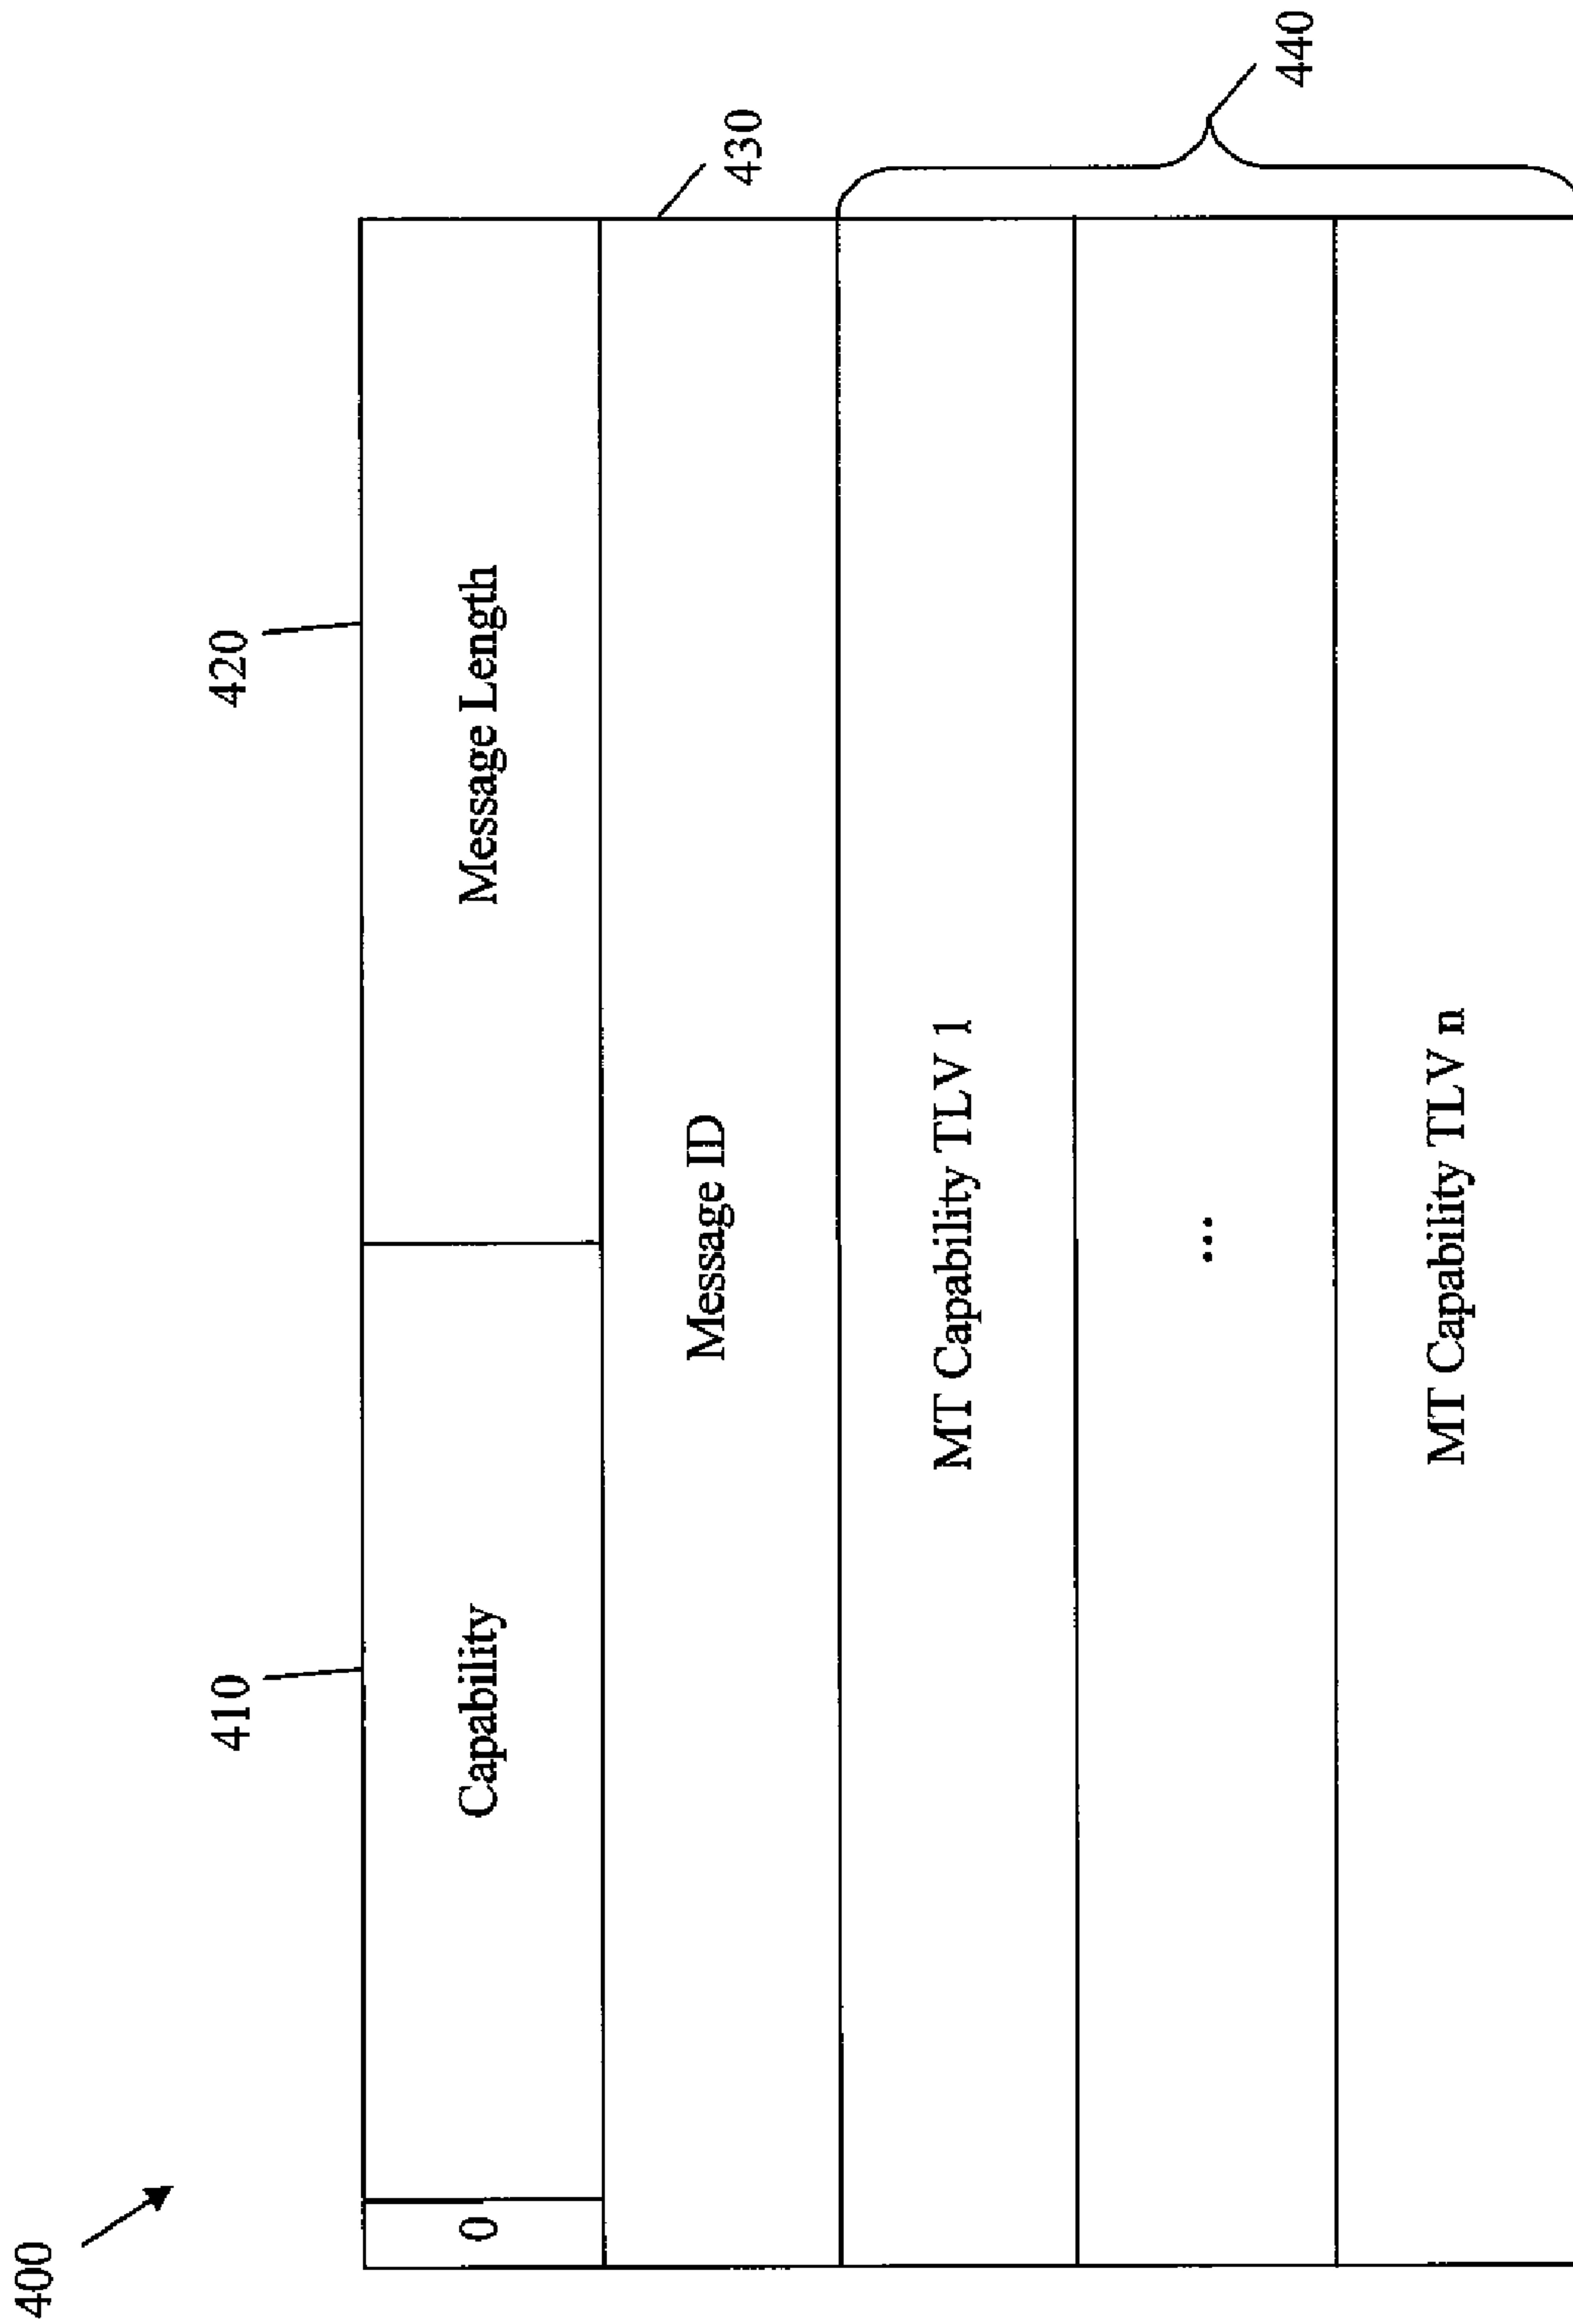 400
410
420
0
Capability
Message Length
Message ID
430
MT Capability TLV 1
...
MT Capability TLV n
440